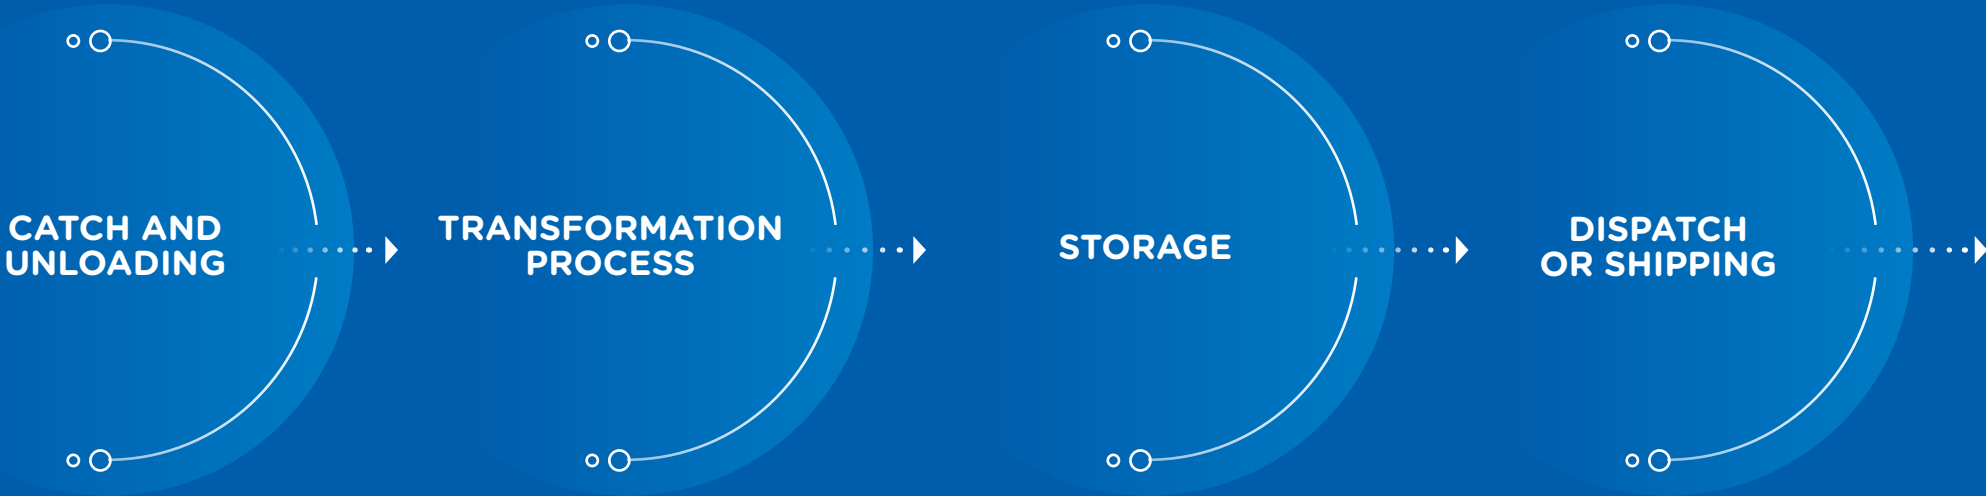 CATCH AND
UNLOADING
TRANSFORMATION
PROCESS
STORAGE
DISPATCH
OR SHIPPING